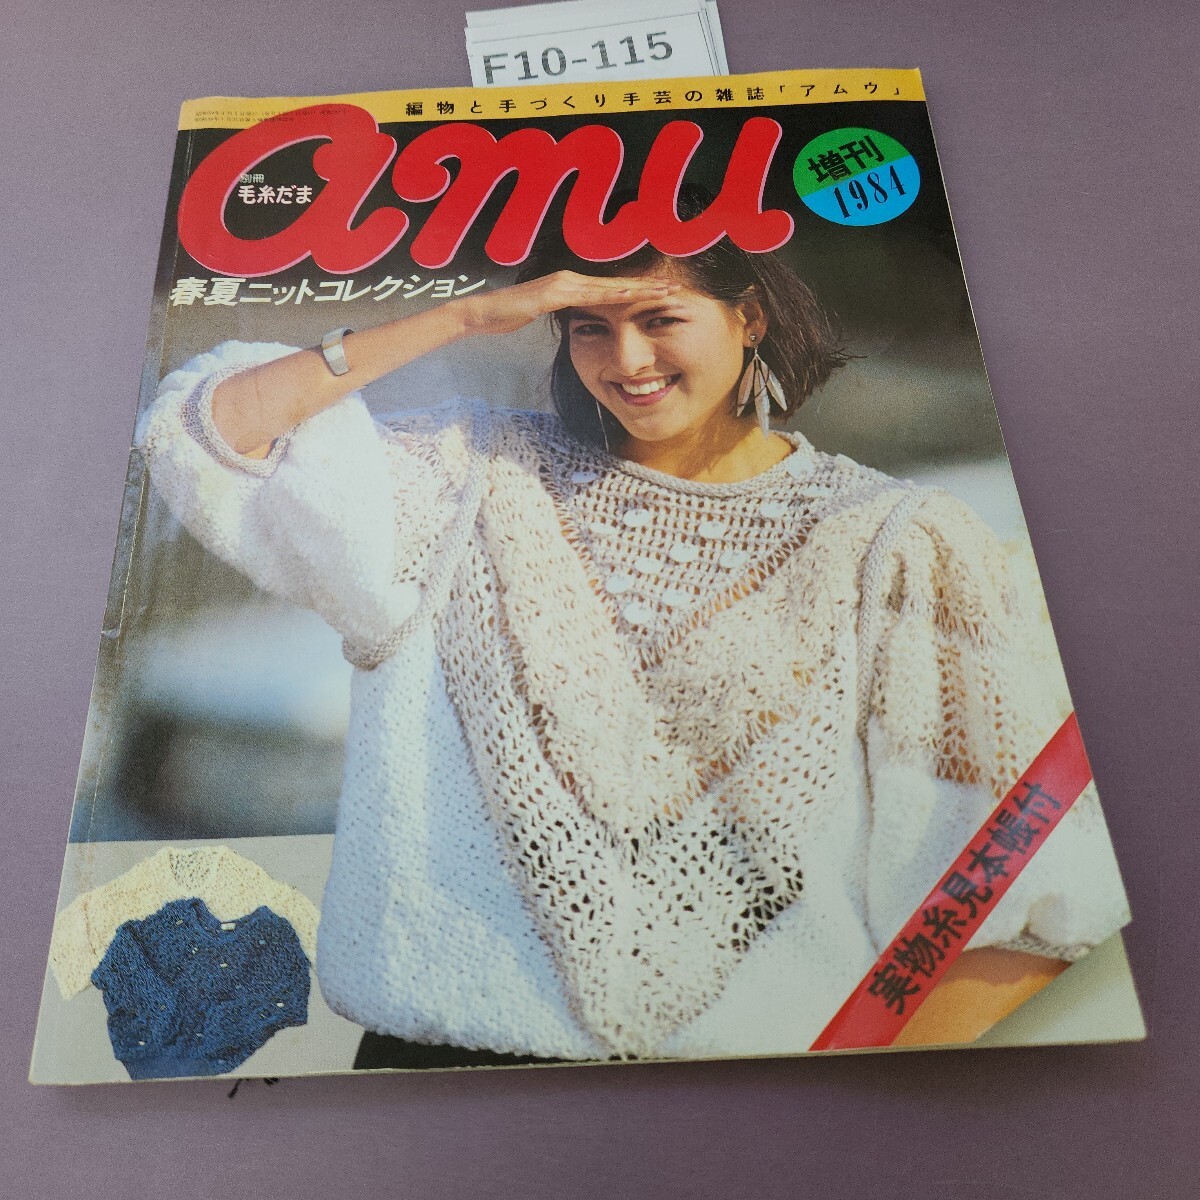 F10-115
編物と手づくり手芸の雑誌「アムウ」
amu
別冊
毛糸だま
増刊
1984
春夏ニットコレクション
実物糸見本帳付